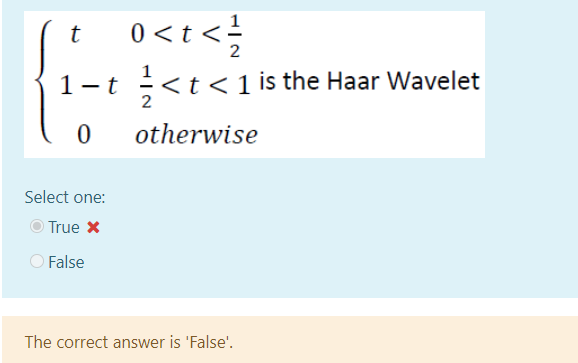 t 0 < t < 1/2
1 − t 1/2 < t < 1 is the Haar Wavelet
0 otherwise
Select one:
True
False
The correct answer is 'False'.